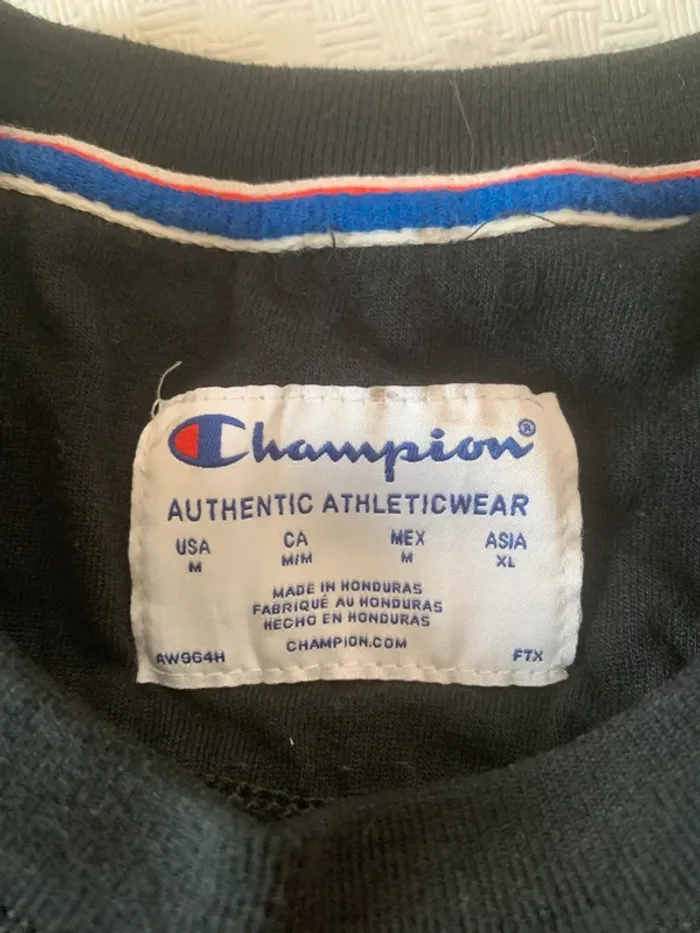 Champion®
AUTHENTIC ATHLETICWEAR
USA CA MEX ASIA
M M/M M XL
MADE IN HONDURAS
FABRIQUÉ AU HONDURAS
HECHO EN HONDURAS
CHAMPION.COM
AW964H FTX